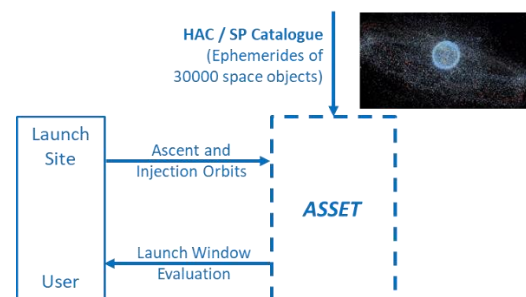 HAC / SP Catalogue
(Ephemerides of
30000 space objects)
Launch
Site
Ascent and
Injection Orbits
ASSET
Launch Window
Evaluation
User